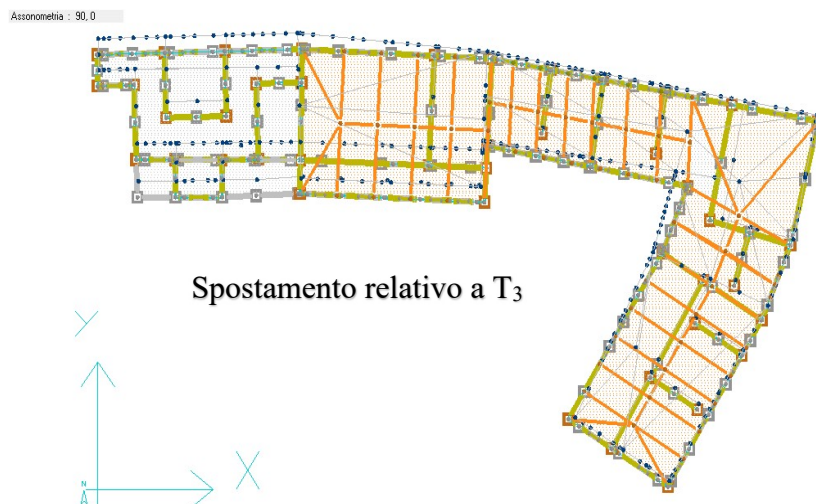 Assonometria : 90, 0
Spostamento relativo a T₃
Y
X
N